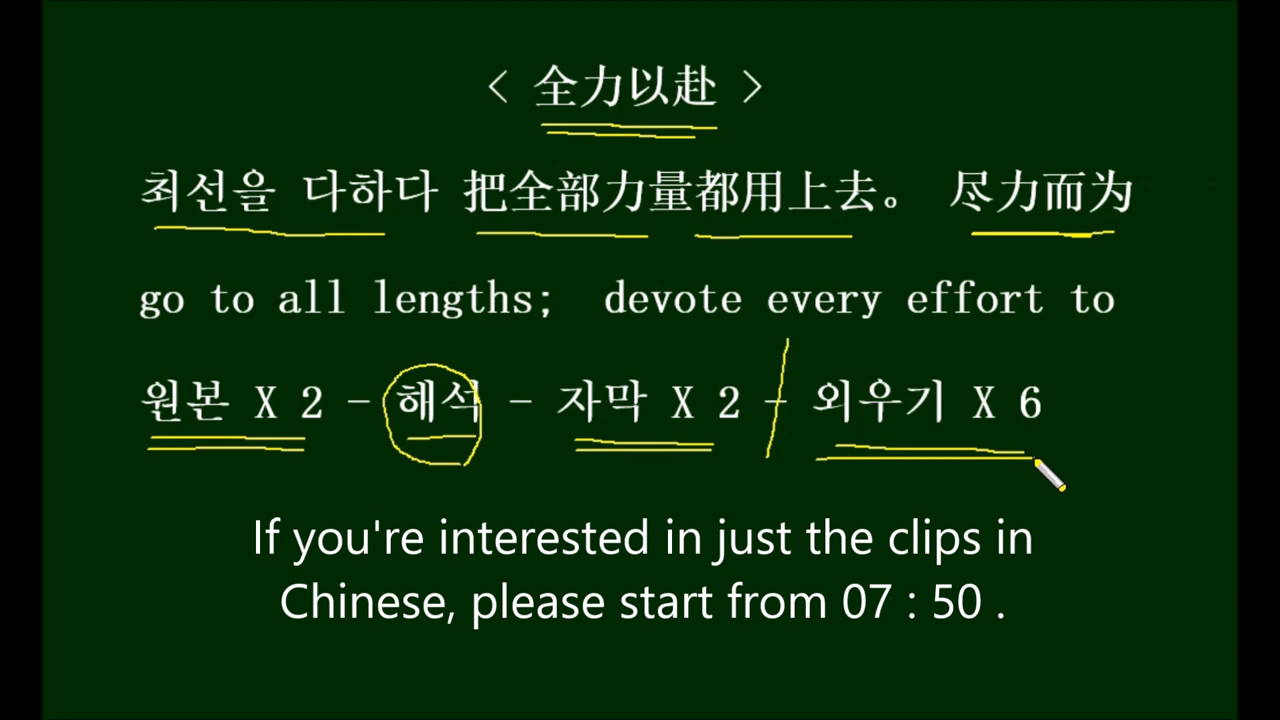 < 全力以赴 >
최선을 다하다 把全部力量都用上去。 尽力而为
go to all lengths; devote every effort to
원본 X 2 - 해석 - 자막 X 2 - 외우기 X 6
If you're interested in just the clips in
Chinese, please start from 07 : 50 .